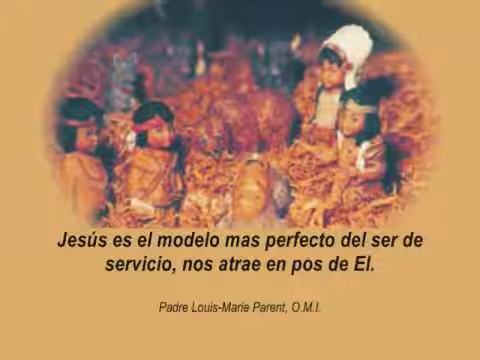 Jesús es el modelo mas perfecto del ser de
servicio, nos atrae en pos de El.
Padre Louis-Marie Parent, O.M.I.